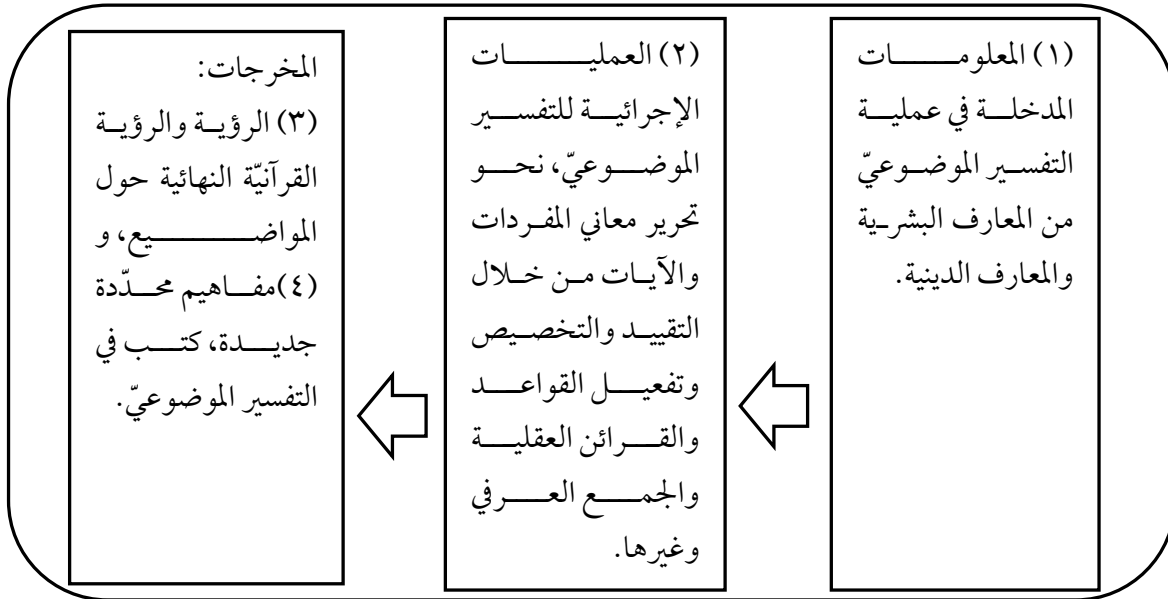 (١) المعلومات
المدخلة في عملية
التفسير الموضوعيّ
من المعارف البشرية
والمعارف الدينية.
(٢) العمليات
الإجرائية للتفسير
الموضوعيّ، نحو
تحرير معاني المفردات
والآيات من خلال
التقييد والتخصيص
وتفعيل القواعد
والقرائن العقلية
والجمع العرفي
وغيرها.
المخرجات:
(٣) الرؤية والرؤية
القرآنيّة النهائية حول
المواضيع، و
(٤)مفاهيم محدّدة
جديدة، كتب في
التفسير الموضوعيّ.